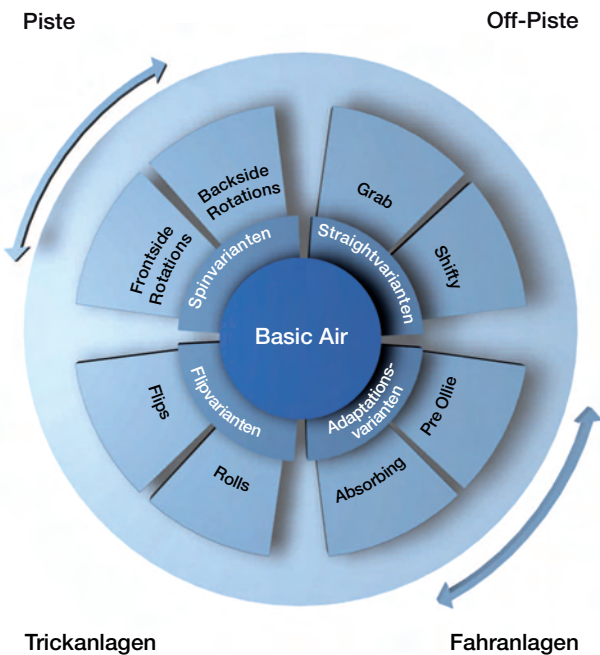 Piste
Off-Piste
Backside
Rotations
Grab
Frontside
Rotations
Spinvarianten
Straightvarianten
Shifty
Basic Air
Flips
Flipvarianten
Adaptations-
varianten
Pre Ollie
Rolls
Absorbing
Trickanlagen
Fahranlagen